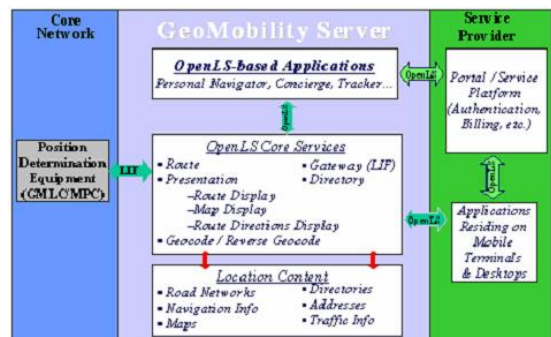 Core
Network
GeoMobility Server
Service
Provider
OpenLS-based Applications
Personal Navigator, Concierge, Tracker...
OpenLS
Portal / Service
Platform
(Authentication,
Billing, etc.)
OpenLS
Position
Determination
Equipment
(GMLC/MPC)
LIF
OpenLS Core Services
▪ Route
▪ Presentation
–Route Display
–Map Display
–Route Directions Display
▪ Geocode / Reverse Geocode
▪ Gateway (LIF)
▪ Directory
OpenLS
OpenLS
Applications
Residing on
Mobile
Terminals
& Desktops
Location Content
▪ Road Networks
▪ Navigation Info
▪ Maps
▪ Directories
▪ Addresses
▪ Traffic Info